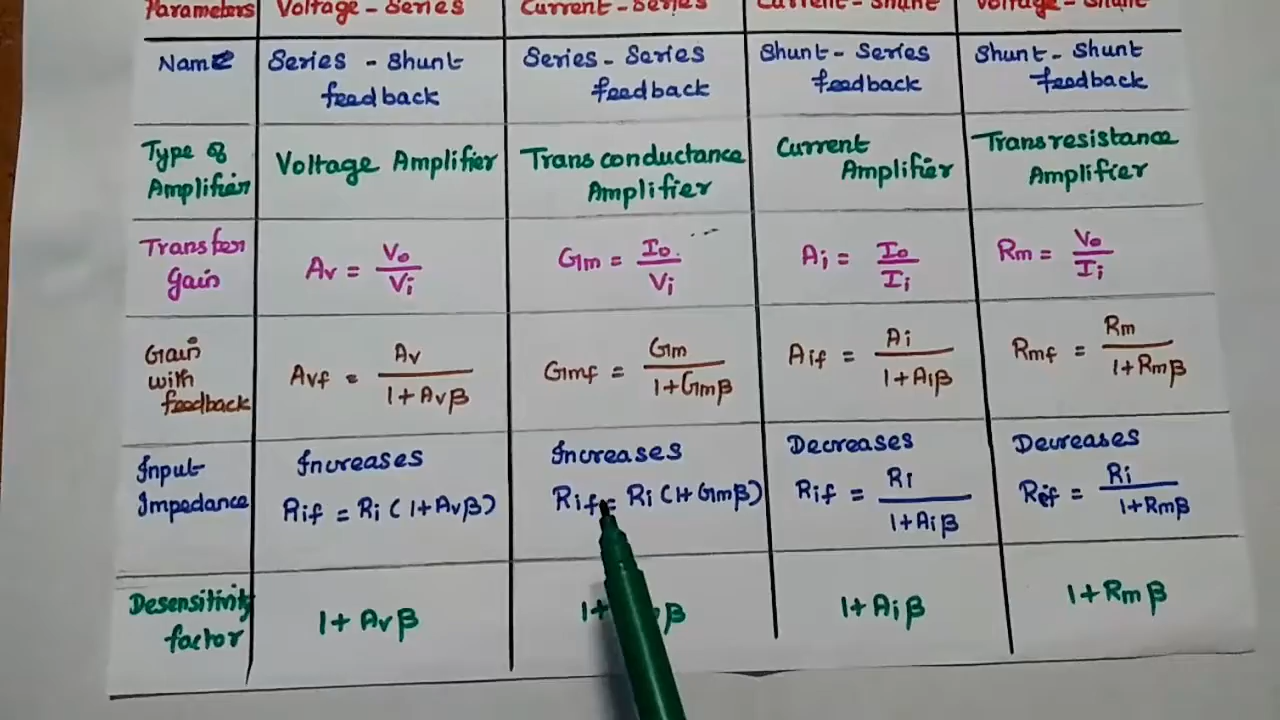 Parameters Voltage-Series Current-Series Current-Shunt Voltage-Shunt
Name Series - Shunt feedback Series - Series feedback Shunt - Series feedback Shunt - Shunt feedback
Type of Amplifier Voltage Amplifier Trans conductance Amplifier Current Amplifier Transresistance Amplifier
Transfer Gain Av = Vo/Vi Gm = Io/Vi Ai = Io/Ii Rm = Vo/Ii
Gain with feedback Avf = Av/(1+Avβ) Gmf = Gm/(1+Gmβ) Aif = Ai/(1+Aiβ) Rmf = Rm/(1+Rmβ)
Input Impedance Increases Rif = Ri(1+Avβ) Increases Rif = Ri(1+Gmβ) Decreases Rif = Ri/(1+Aiβ) Decreases Rif = Ri/(1+Rmβ)
Desensitivity factor 1+Avβ 1+ β 1+Aiβ 1+Rmβ